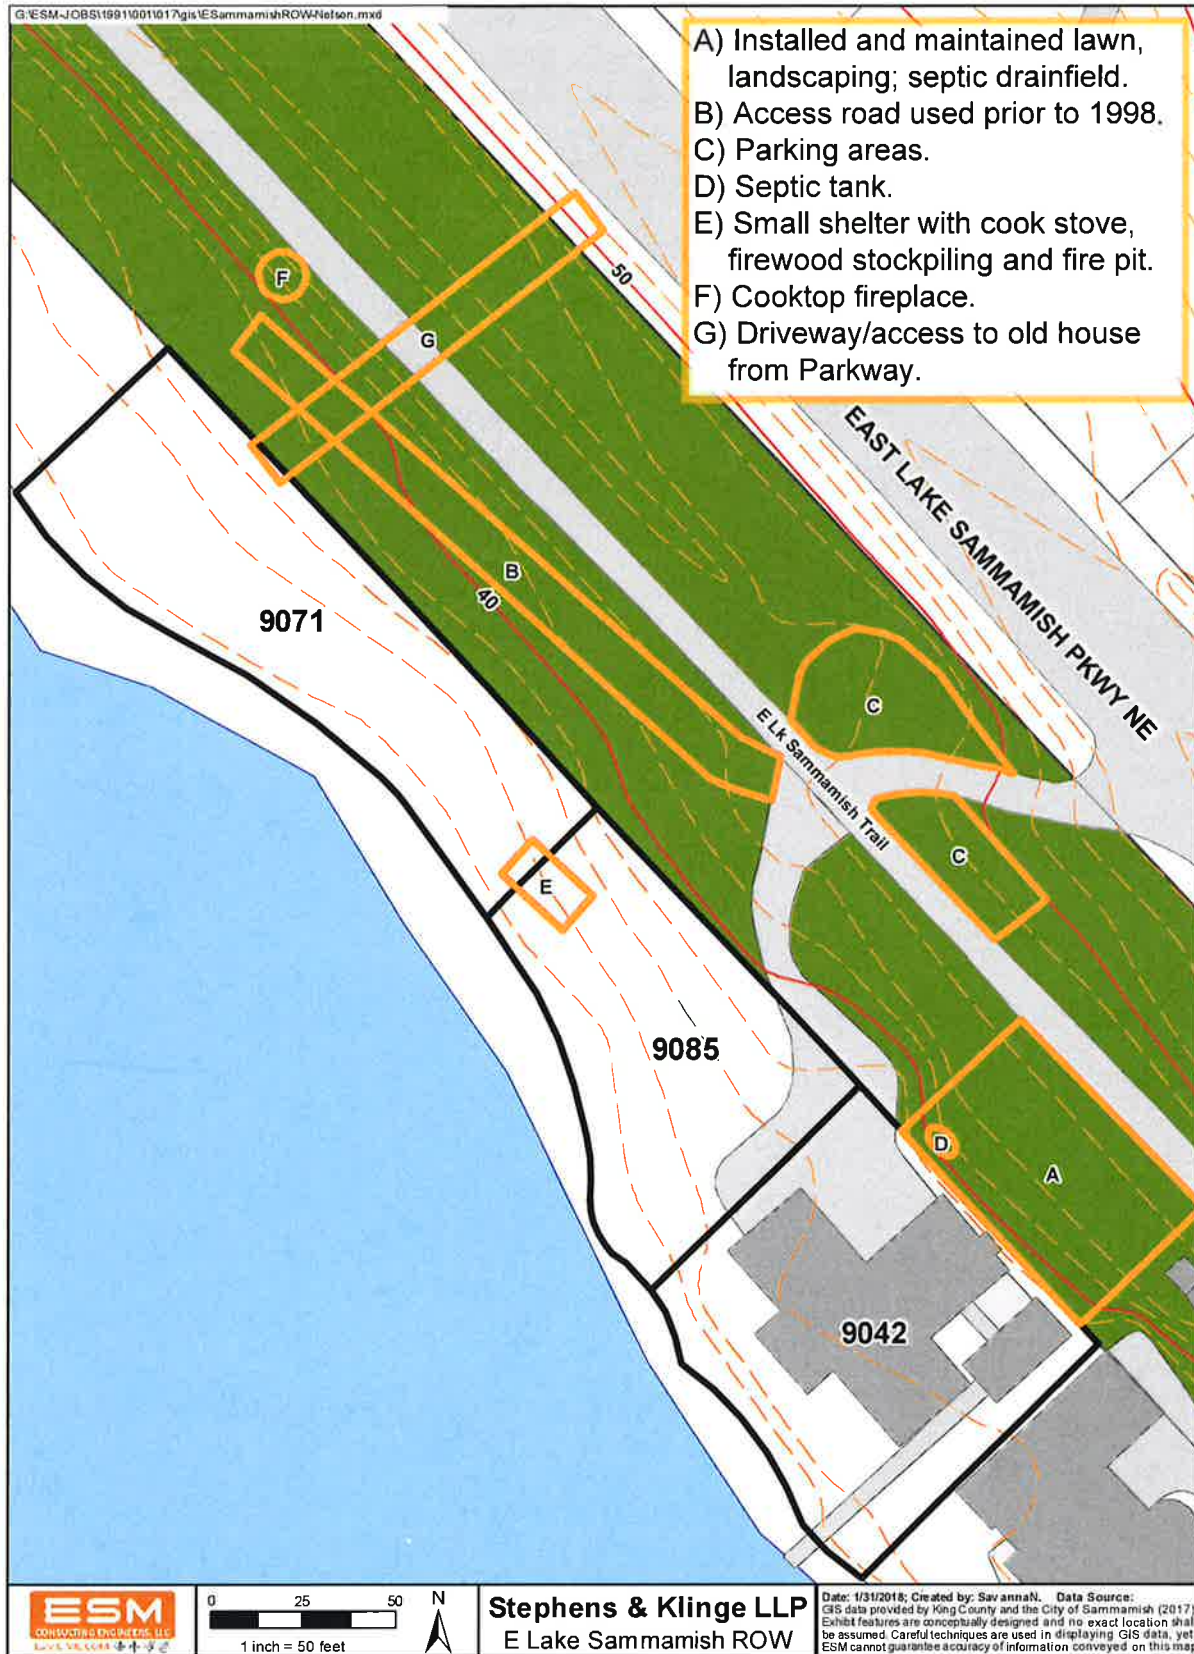 G:\ESM-JOBS\1991\001\017\gis\ESammamishROW-Nelson.mxd
A) Installed and maintained lawn,
landscaping; septic drainfield.
B) Access road used prior to 1998.
C) Parking areas.
D) Septic tank.
E) Small shelter with cook stove,
firewood stockpiling and fire pit.
F) Cooktop fireplace.
G) Driveway/access to old house
from Parkway.
50
F
G
EAST LAKE SAMMAMISH PKWY NE
B
40
9071
C
E Lk Sammamish Trail
C
E
9085
D
A
9042
ESM
CONSULTING ENGINEERS, LLC
0 25 50
1 inch = 50 feet
N
Stephens & Klinge LLP
E Lake Sammamish ROW
Date: 1/31/2018; Created by: SavannaN. Data Source:
GIS data provided by King County and the City of Sammamish (2017)
Exhibit features are conceptually designed and no exact location shall
be assumed. Careful techniques are used in displaying GIS data, yet
ESM cannot guarantee accuracy of information conveyed on this map